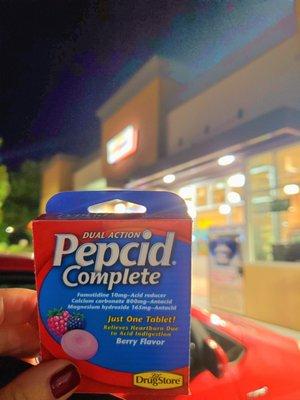 DUAL ACTION
Pepcid®
Complete
Famotidine 10mg–Acid reducer
Calcium carbonate 800mg–Antacid
Magnesium hydroxide 165mg–Antacid
Just One Tablet!
Relieves Heartburn Due
to Acid Indigestion
Berry Flavor
DrugStore